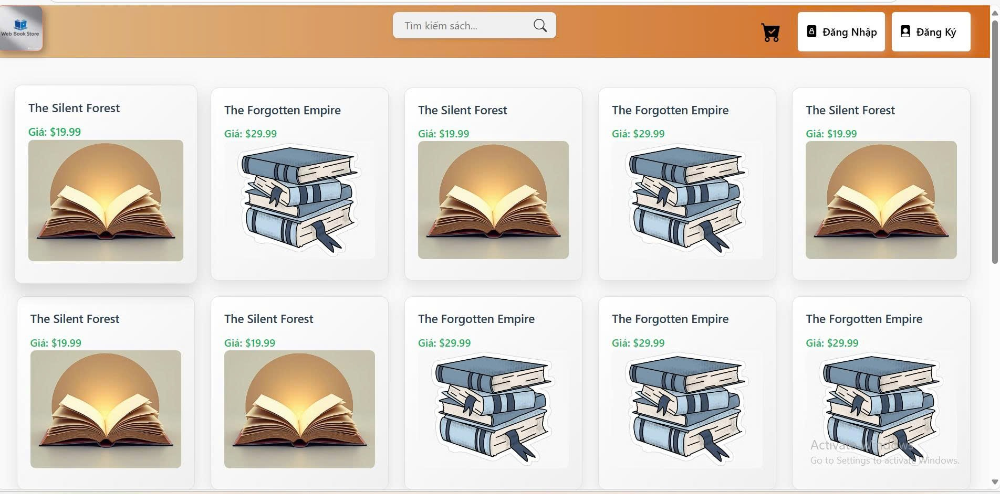 Web Book Store
Tìm kiếm sách...
Đăng Nhập
Đăng Ký
The Silent Forest
Giá: $19.99
The Forgotten Empire
Giá: $29.99
The Silent Forest
Giá: $19.99
The Forgotten Empire
Giá: $29.99
The Silent Forest
Giá: $19.99
The Silent Forest
Giá: $19.99
The Silent Forest
Giá: $19.99
The Forgotten Empire
Giá: $29.99
The Forgotten Empire
Giá: $29.99
The Forgotten Empire
Giá: $29.99
Activate Windows
Go to Settings to activate Windows.